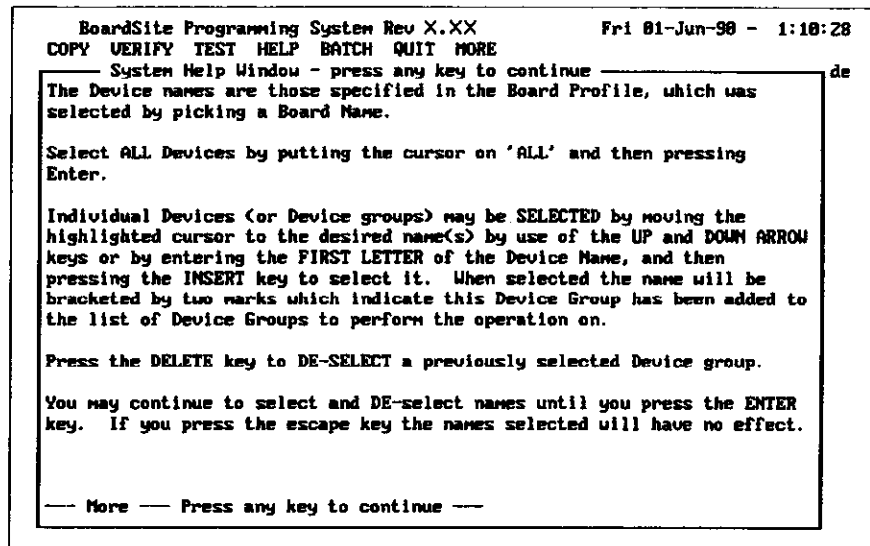 BoardSite Programming System Rev X.XX Fri 01-Jun-90 - 1:10:28
COPY VERIFY TEST HELP BATCH QUIT MORE
System Help Window - press any key to continue de
The Device names are those specified in the Board Profile, which was
selected by picking a Board Name.
Select ALL Devices by putting the cursor on 'ALL' and then pressing
Enter.
Individual Devices (or Device groups) may be SELECTED by moving the
highlighted cursor to the desired name(s) by use of the UP and DOWN ARROW
keys or by entering the FIRST LETTER of the Device Name, and then
pressing the INSERT key to select it. When selected the name will be
bracketed by two marks which indicate this Device Group has been added to
the list of Device Groups to perform the operation on.
Press the DELETE key to DE-SELECT a previously selected Device group.
You may continue to select and DE-select names until you press the ENTER
key. If you press the escape key the names selected will have no effect.
--- More --- Press any key to continue ---